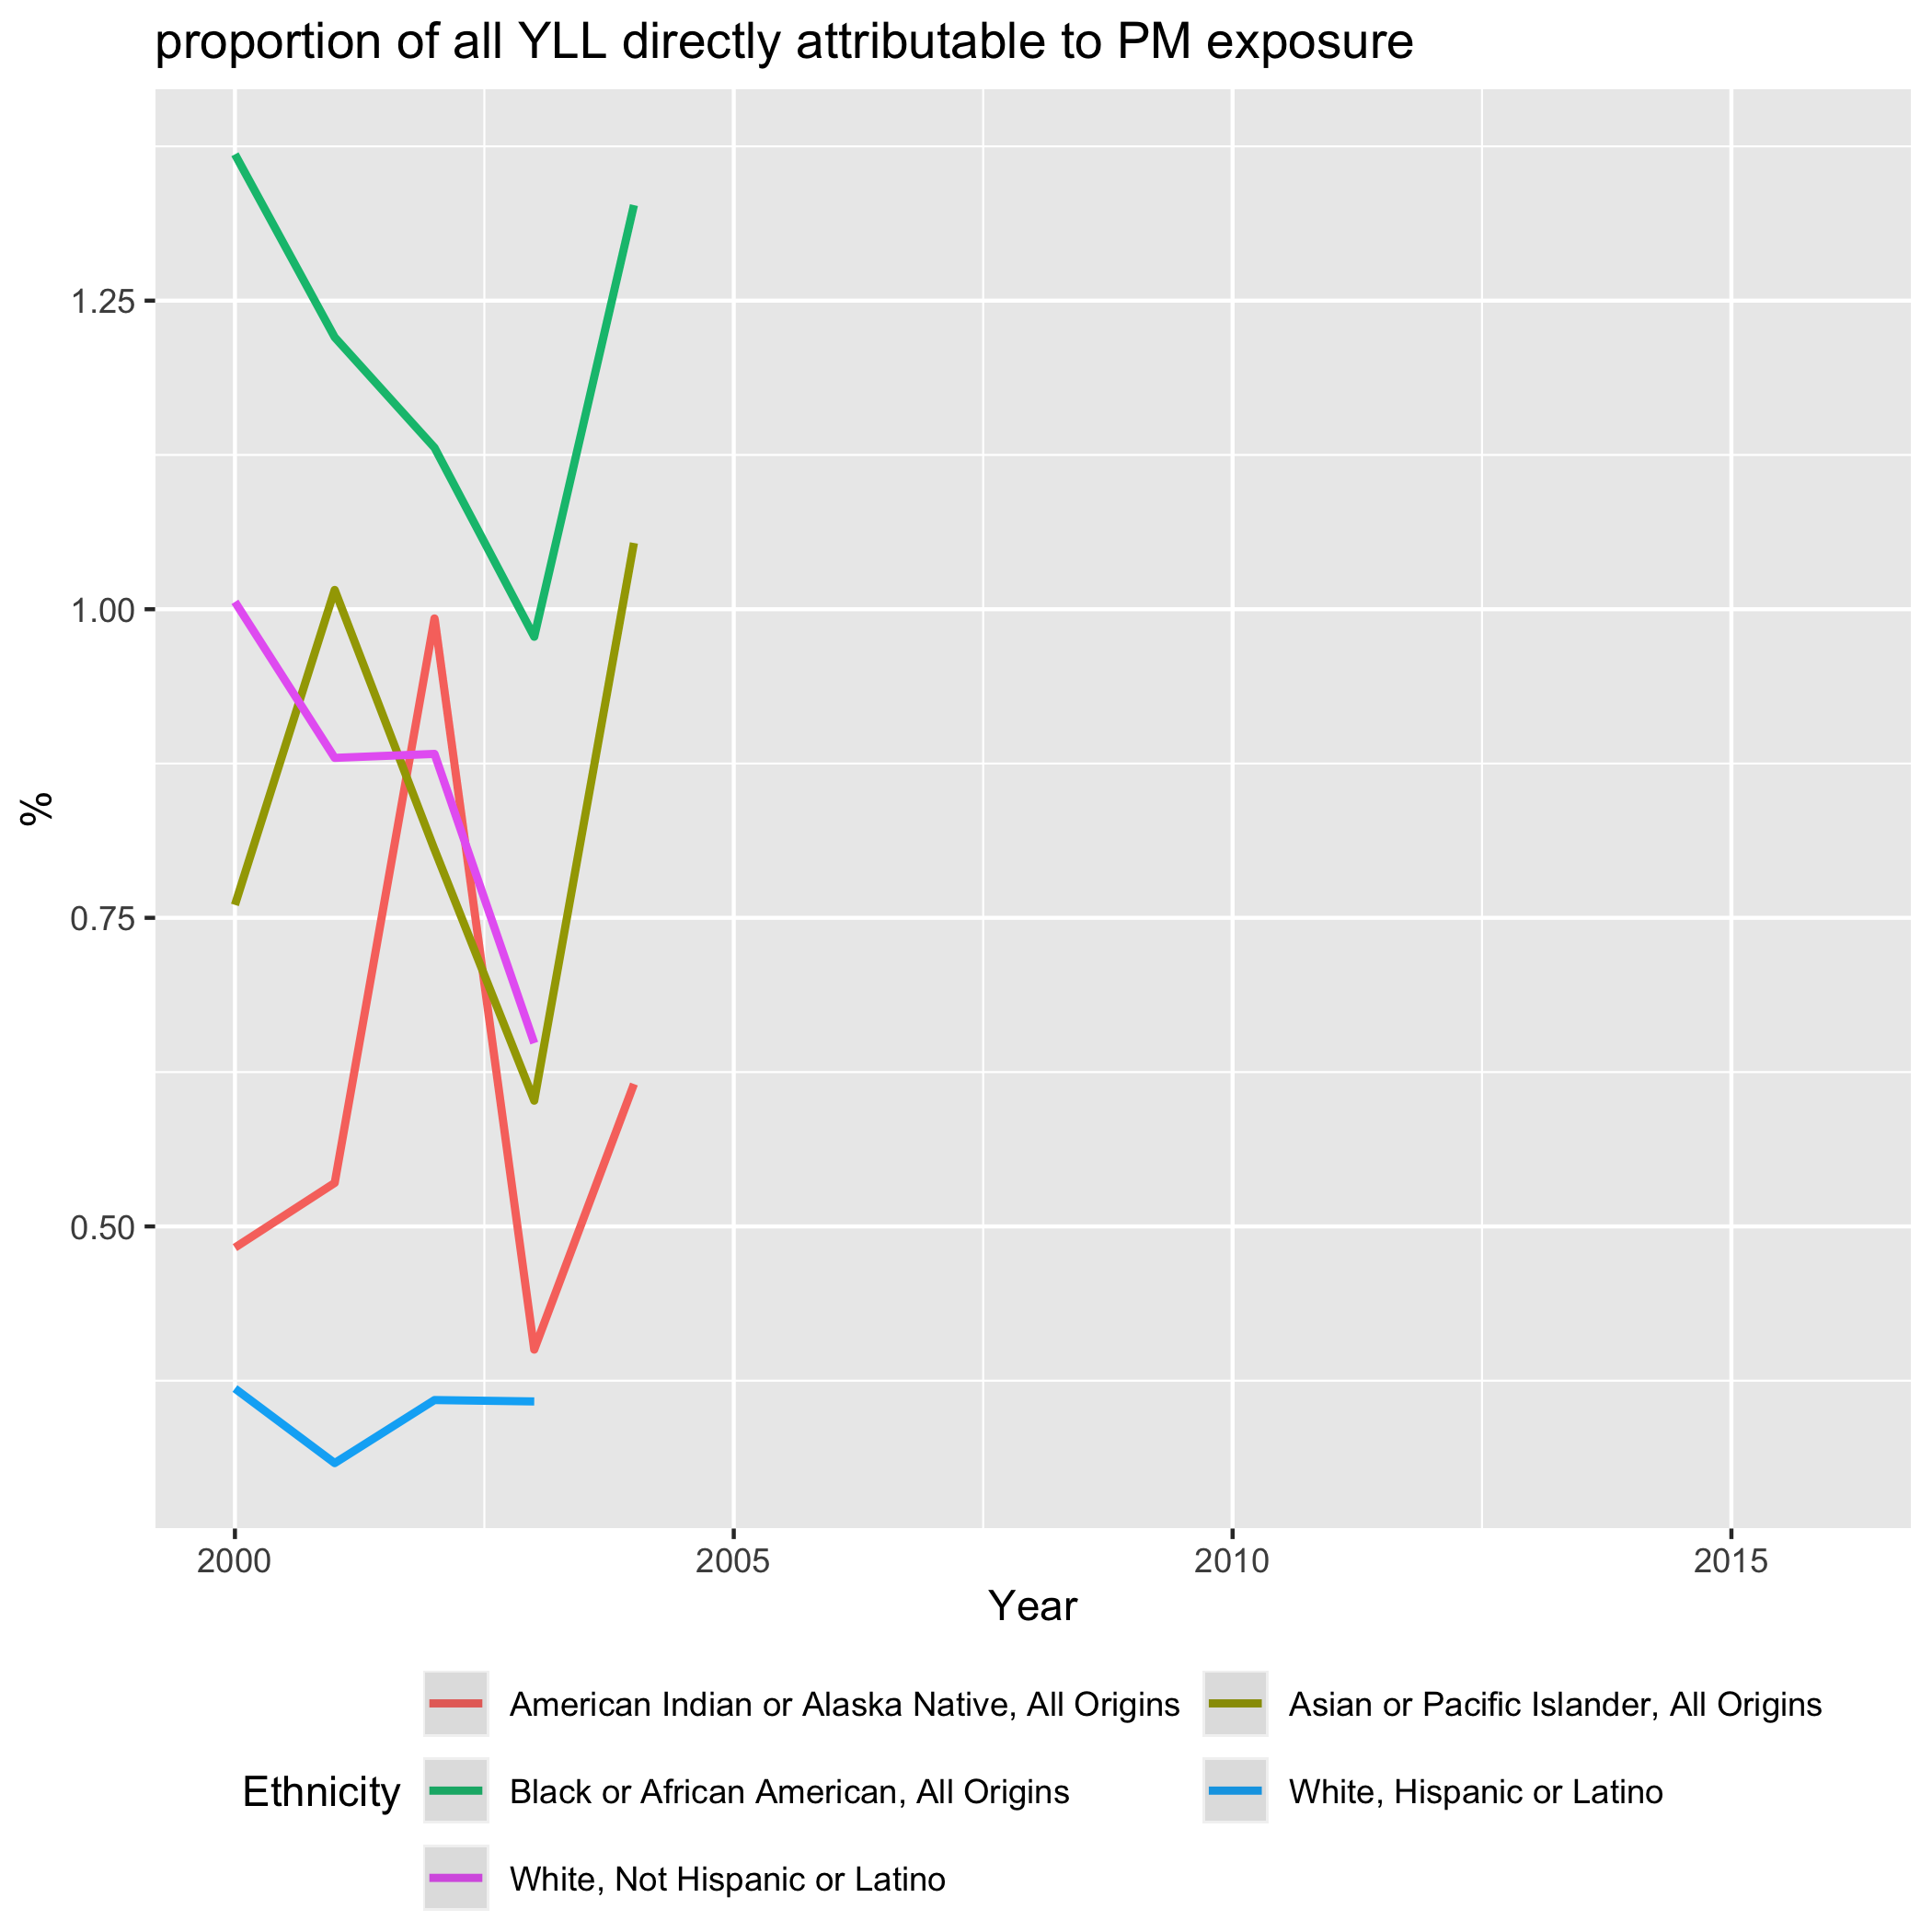 proportion of all YLL directly attributable to PM exposure
%
1.25
1.00
0.75
0.50
2000 2005 2010 2015
Year
Ethnicity
American Indian or Alaska Native, All Origins
Asian or Pacific Islander, All Origins
Black or African American, All Origins
White, Hispanic or Latino
White, Not Hispanic or Latino